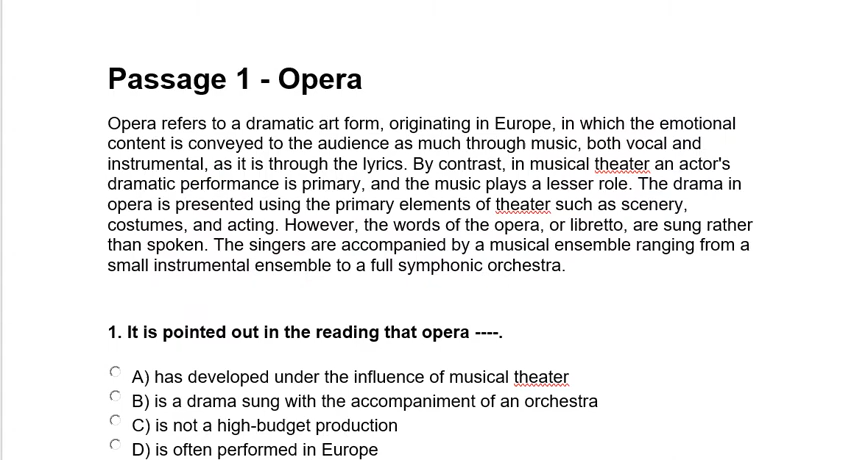 Passage 1 - Opera
Opera refers to a dramatic art form, originating in Europe, in which the emotional
content is conveyed to the audience as much through music, both vocal and
instrumental, as it is through the lyrics. By contrast, in musical theater an actor's
dramatic performance is primary, and the music plays a lesser role. The drama in
opera is presented using the primary elements of theater such as scenery,
costumes, and acting. However, the words of the opera, or libretto, are sung rather
than spoken. The singers are accompanied by a musical ensemble ranging from a
small instrumental ensemble to a full symphonic orchestra.
1. It is pointed out in the reading that opera ----.
A) has developed under the influence of musical theater
B) is a drama sung with the accompaniment of an orchestra
C) is not a high-budget production
D) is often performed in Europe